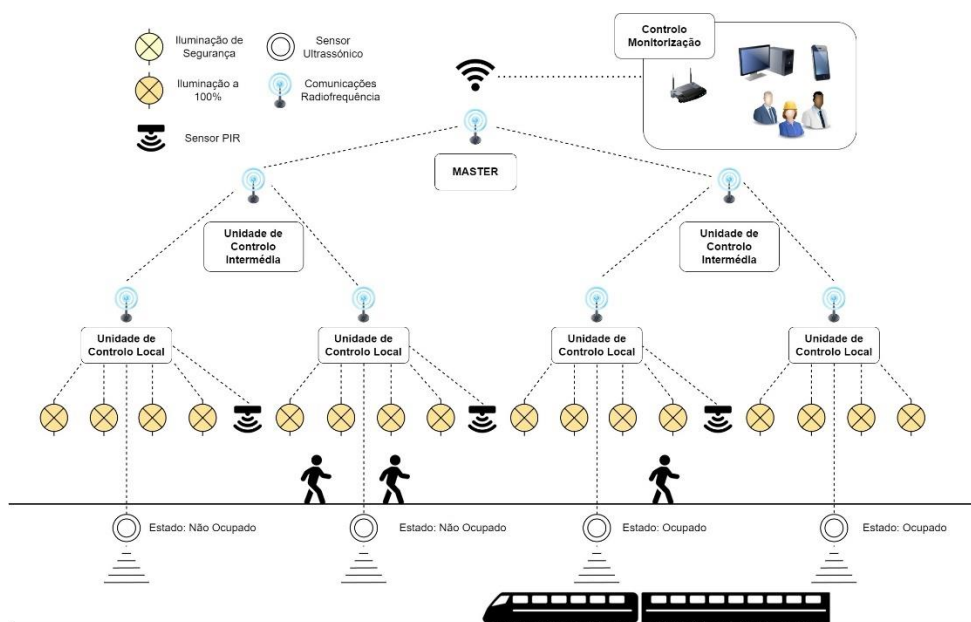 Iluminação de
Segurança
Sensor
Ultrassónico
Controlo
Monitorização
Iluminação a
100%
Comunicações
Radiofrequência
Sensor PIR
MASTER
Unidade de
Controlo
Intermédia
Unidade de
Controlo
Intermédia
Unidade de
Controlo Local
Unidade de
Controlo Local
Unidade de
Controlo Local
Unidade de
Controlo Local
Estado: Não Ocupado
Estado: Não Ocupado
Estado: Ocupado
Estado: Ocupado